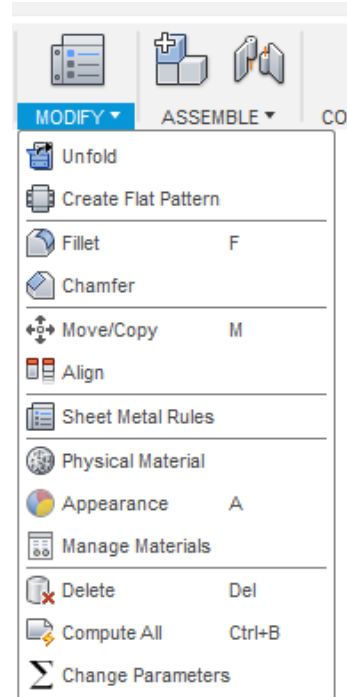 MODIFY ASSEMBLE CO
Unfold
Create Flat Pattern
Fillet F
Chamfer
Move/Copy M
Align
Sheet Metal Rules
Physical Material
Appearance A
Manage Materials
Delete Del
Compute All Ctrl+B
Change Parameters